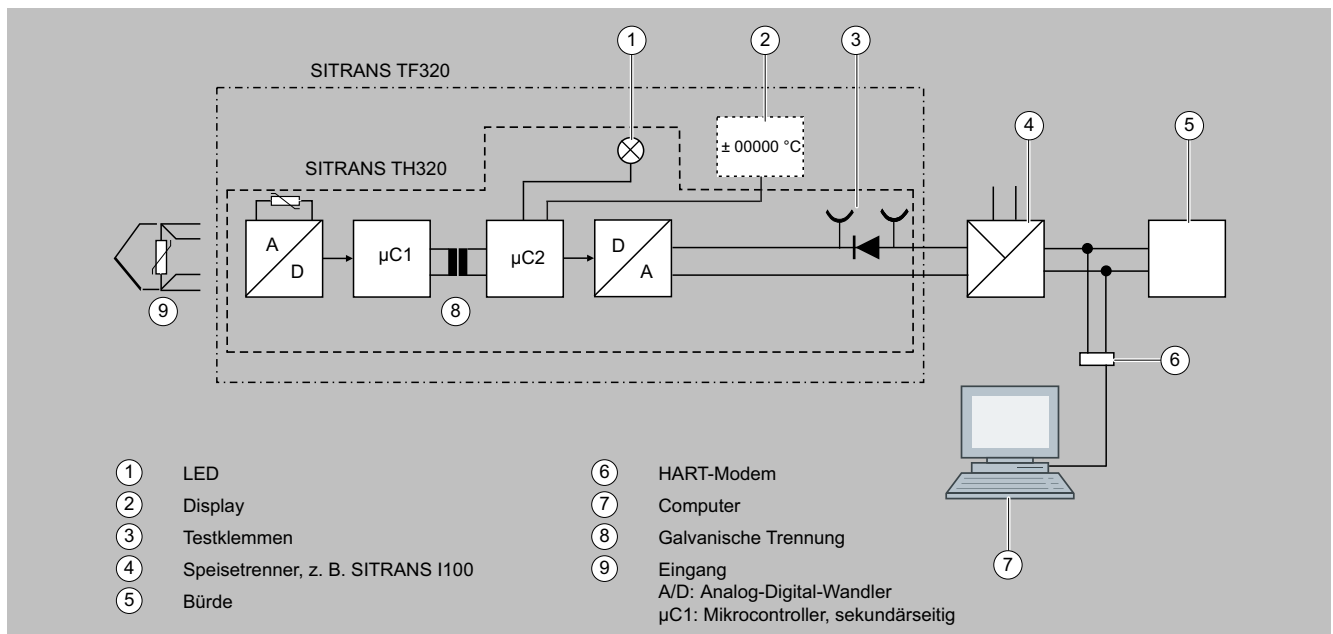 1 2 3
SITRANS TF320
4 5
± 00000 °C
SITRANS TH320
A
D
µC1
µC2
D
A
9
8
6
1 LED
2 Display
3 Testklemmen
4 Speisetrenner, z. B. SITRANS I100
5 Bürde
6 HART-Modem
7 Computer
8 Galvanische Trennung
9 Eingang
A/D: Analog-Digital-Wandler
µC1: Mikrocontroller, sekundärseitig
7